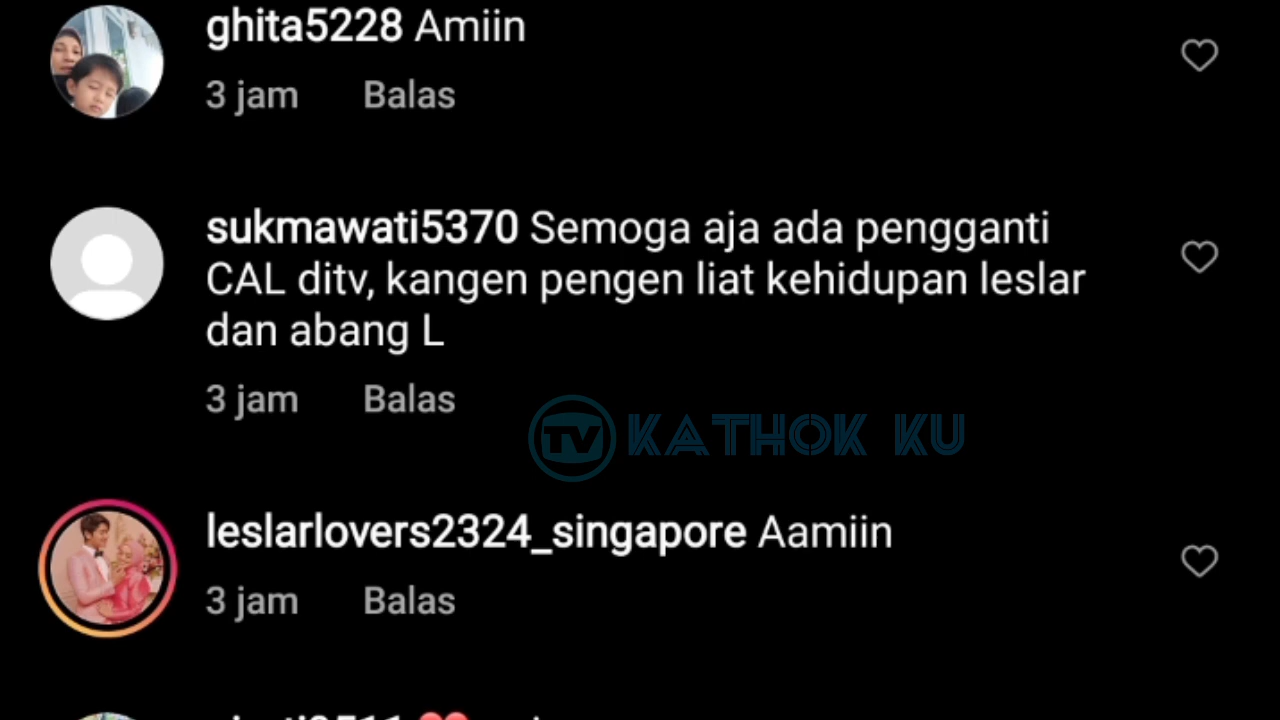 ghita5228 Amiin
3 jam Balas
sukmawati5370 Semoga aja ada pengganti
CAL ditv, kangen pengen liat kehidupan leslar
dan abang L
3 jam Balas
TV KATHOK KU
leslarlovers2324_singapore Aamiin
3 jam Balas